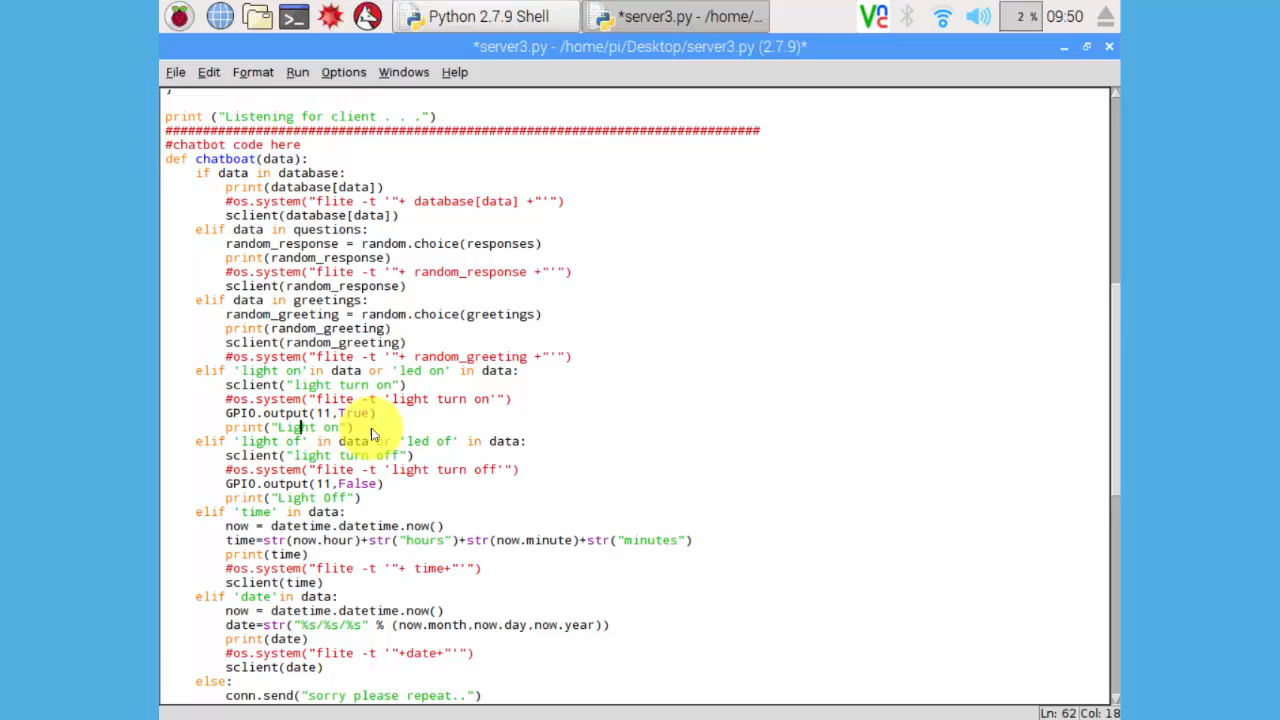 Python 2.7.9 Shell
*server3.py - /home/...
2 %
09:50
*server3.py - /home/pi/Desktop/server3.py (2.7.9)*
File Edit Format Run Options Windows Help
print ("Listening for client . . .")
###############################################################################
#chatbot code here
def chatboat(data):
    if data in database:
        print(database[data])
        #os.system("flite -t '"+ database[data] +"'")
        sclient(database[data])
    elif data in questions:
        random_response = random.choice(responses)
        print(random_response)
        #os.system("flite -t '"+ random_response +"'")
        sclient(random_response)
    elif data in greetings:
        random_greeting = random.choice(greetings)
        print(random_greeting)
        sclient(random_greeting)
        #os.system("flite -t '"+ random_greeting +"'")
    elif 'light on'in data or 'led on' in data:
        sclient("light turn on")
        #os.system("flite -t 'light turn on'")
        GPIO.output(11,True)
        print("Light on")
    elif 'light of' in data or 'led of' in data:
        sclient("light turn off")
        #os.system("flite -t 'light turn off'")
        GPIO.output(11,False)
        print("Light Off")
    elif 'time' in data:
        now = datetime.datetime.now()
        time=str(now.hour)+str("hours")+str(now.minute)+str("minutes")
        print(time)
        #os.system("flite -t '"+ time+"'")
        sclient(time)
    elif 'date'in data:
        now = datetime.datetime.now()
        date=str("%s/%s/%s" % (now.month,now.day,now.year))
        print(date)
        #os.system("flite -t '"+date+"'")
        sclient(date)
    else:
        conn.send("sorry please repeat..")
Ln: 62 Col: 18